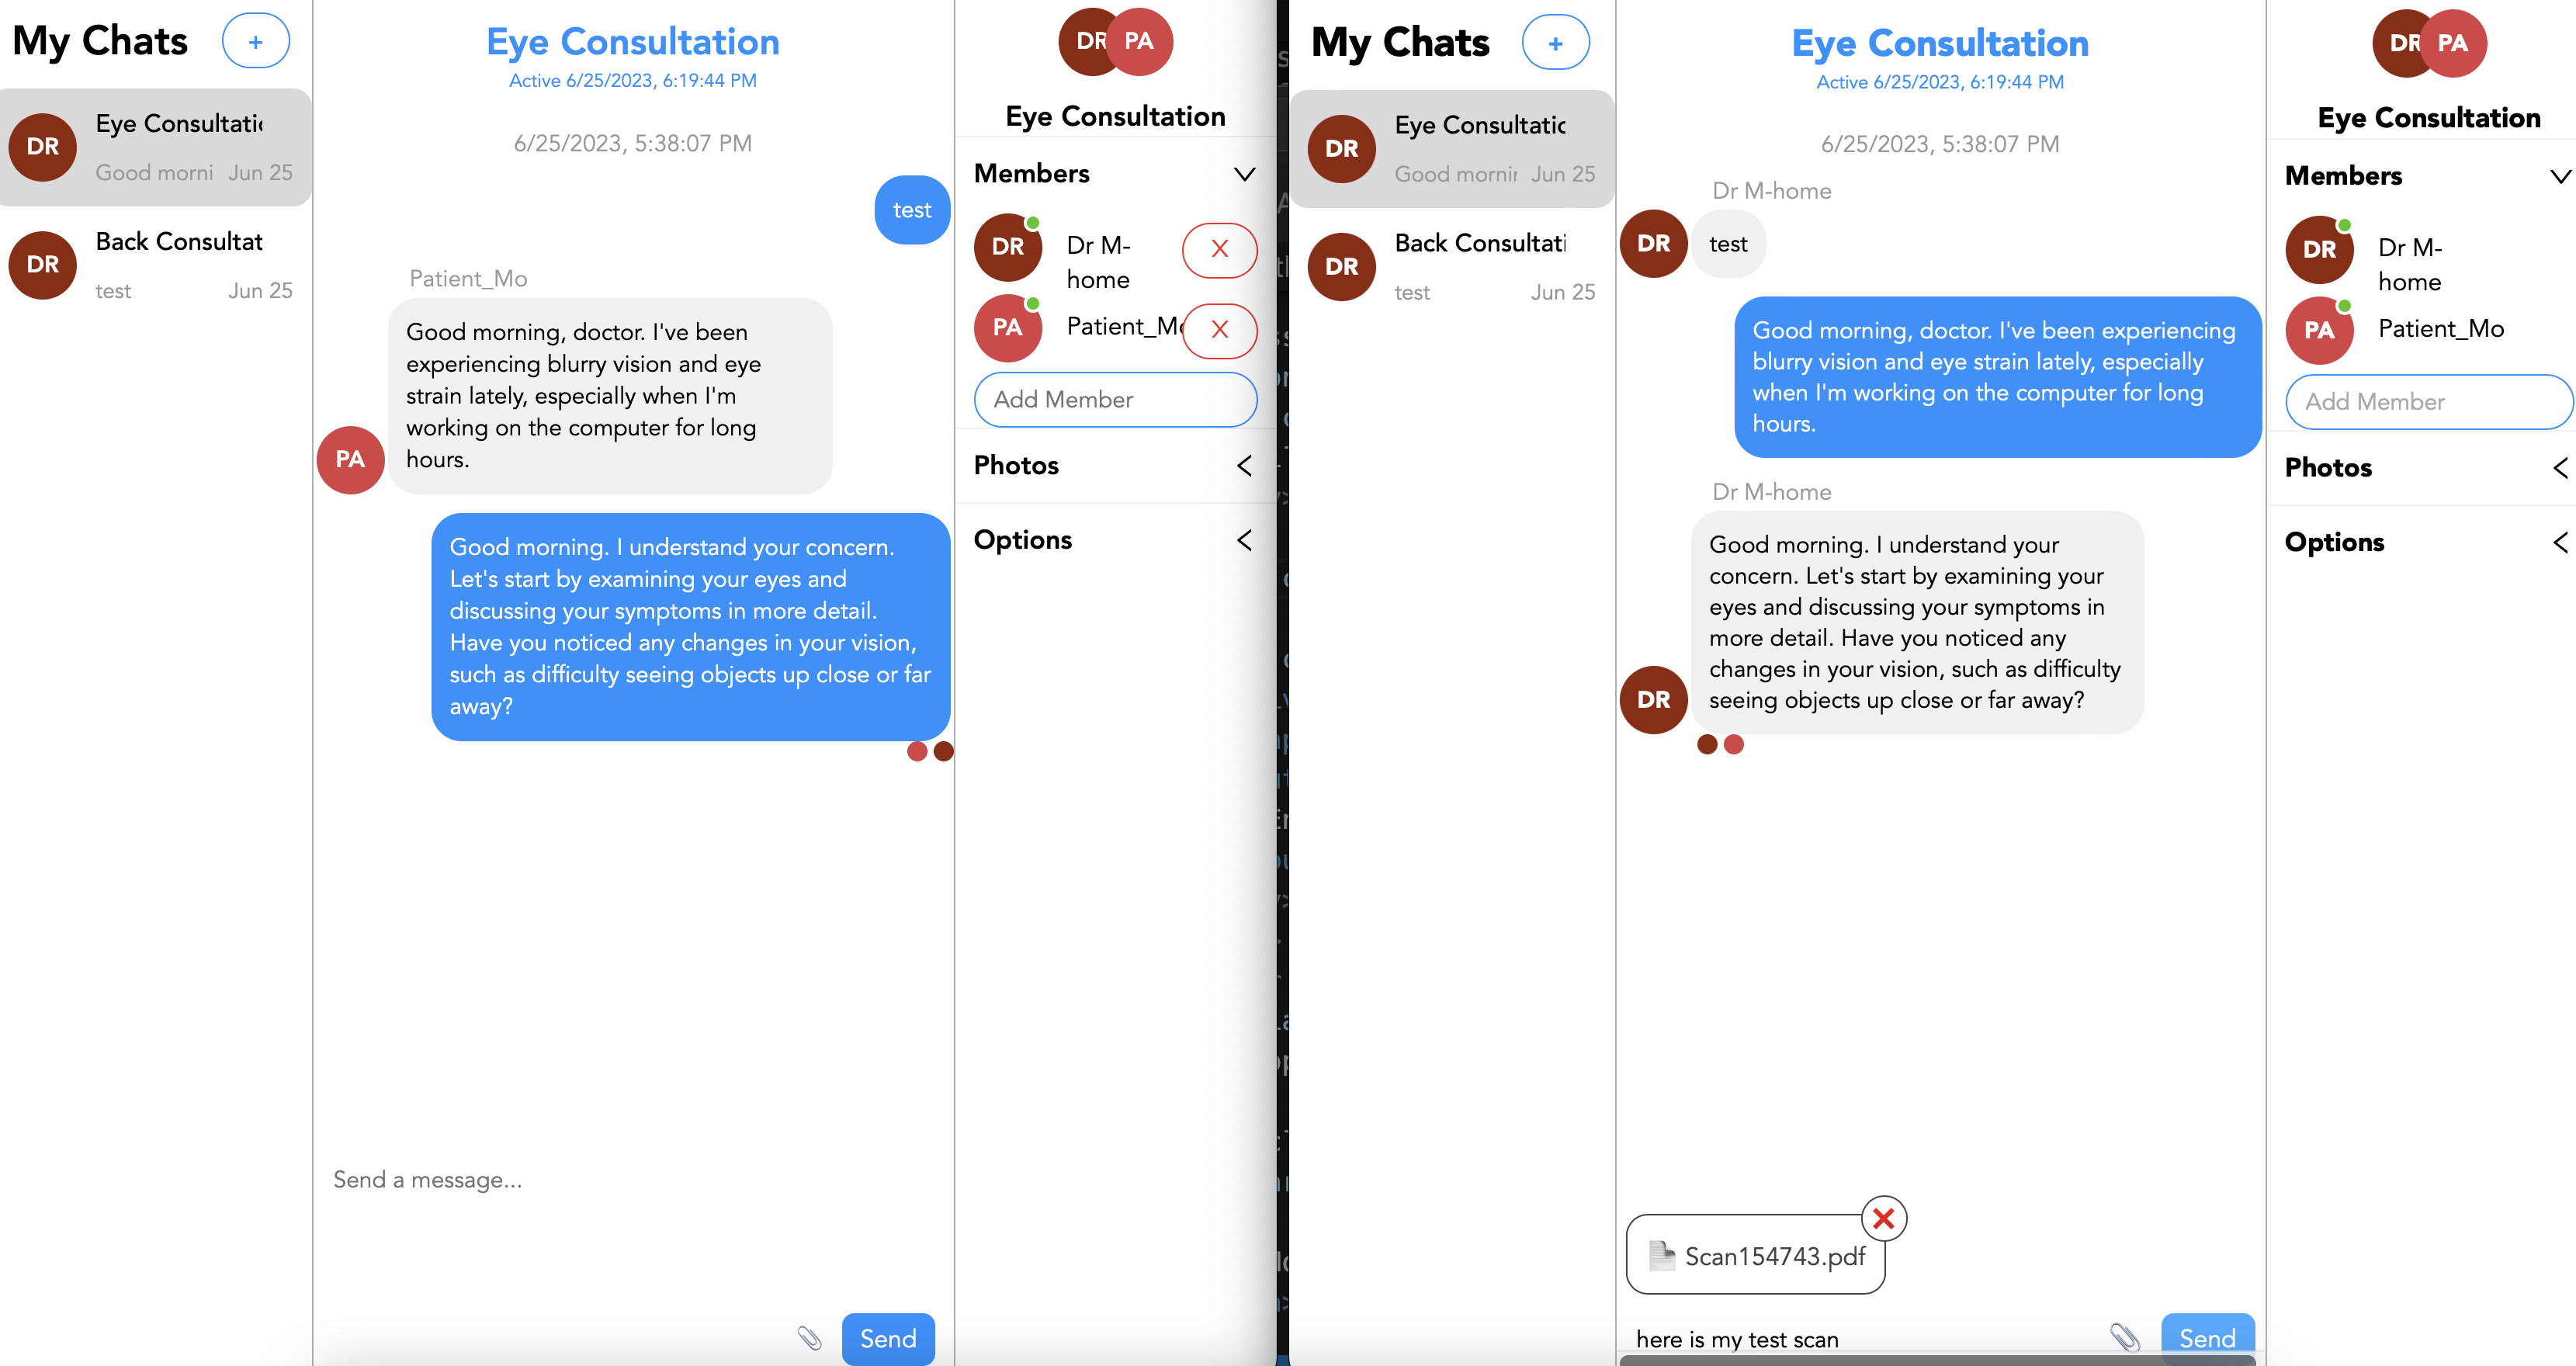 My Chats
+
DR
Eye Consultatic
Good morni Jun 25
DR
Back Consultat
test Jun 25
Eye Consultation
Active 6/25/2023, 6:19:44 PM
6/25/2023, 5:38:07 PM
test
Patient_Mo
Good morning, doctor. I've been
experiencing blurry vision and eye
strain lately, especially when I'm
working on the computer for long
hours.
PA
Good morning. I understand your concern.
Let's start by examining your eyes and
discussing your symptoms in more detail.
Have you noticed any changes in your vision,
such as difficulty seeing objects up close or far
away?
Send a message...
Send
DR PA
Eye Consultation
Members
DR
Dr M-
home
X
PA
Patient_Mo
X
Add Member
Photos
Options
My Chats
+
DR
Eye Consultatic
Good mornir Jun 25
DR
Back Consultati
test Jun 25
Eye Consultation
Active 6/25/2023, 6:19:44 PM
6/25/2023, 5:38:07 PM
Dr M-home
DR
test
Good morning, doctor. I've been experiencing
blurry vision and eye strain lately, especially
when I'm working on the computer for long
hours.
Dr M-home
Good morning. I understand your
concern. Let's start by examining your
eyes and discussing your symptoms in
more detail. Have you noticed any
changes in your vision, such as difficulty
seeing objects up close or far away?
DR
Scan154743.pdf
here is my test scan
Send
DR PA
Eye Consultation
Members
DR
Dr M-
home
PA
Patient_Mo
Add Member
Photos
Options